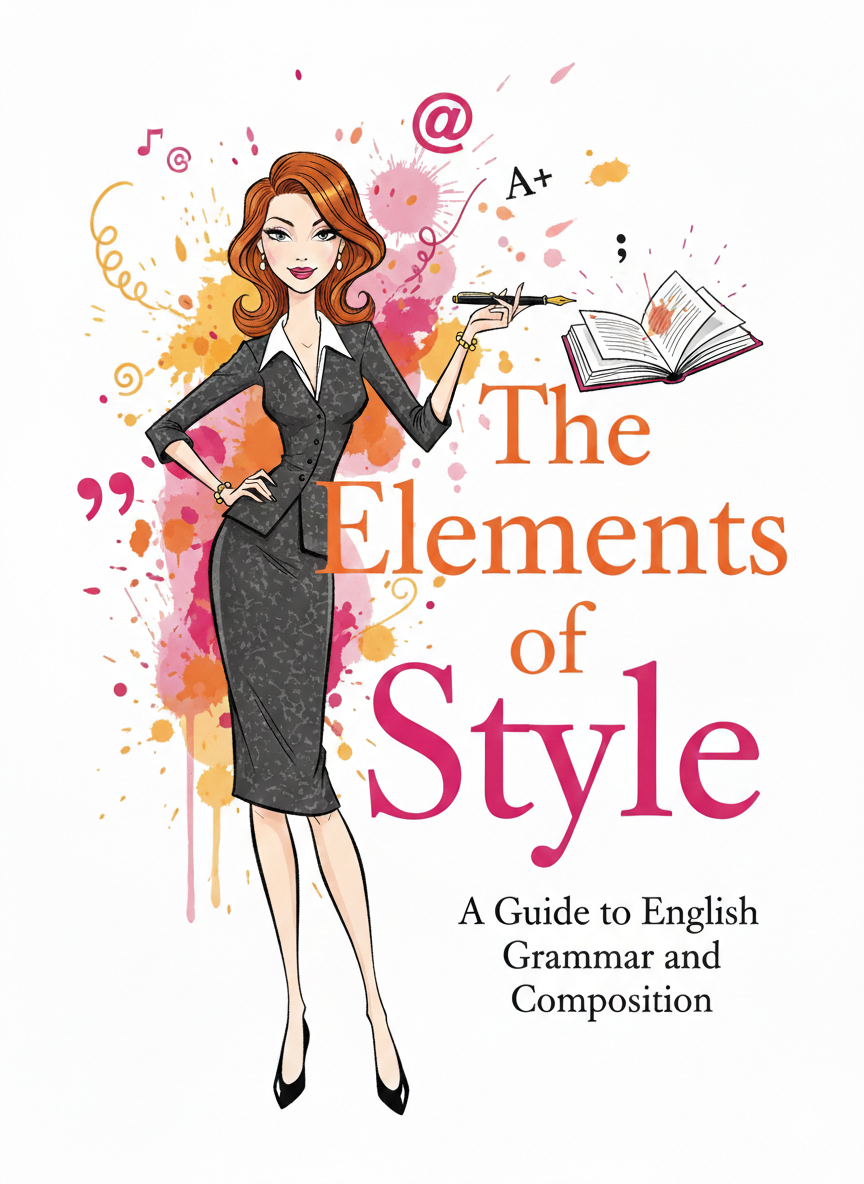 @
@
A+
;
”
The
Elements
of
Style
A Guide to English
Grammar and
Composition